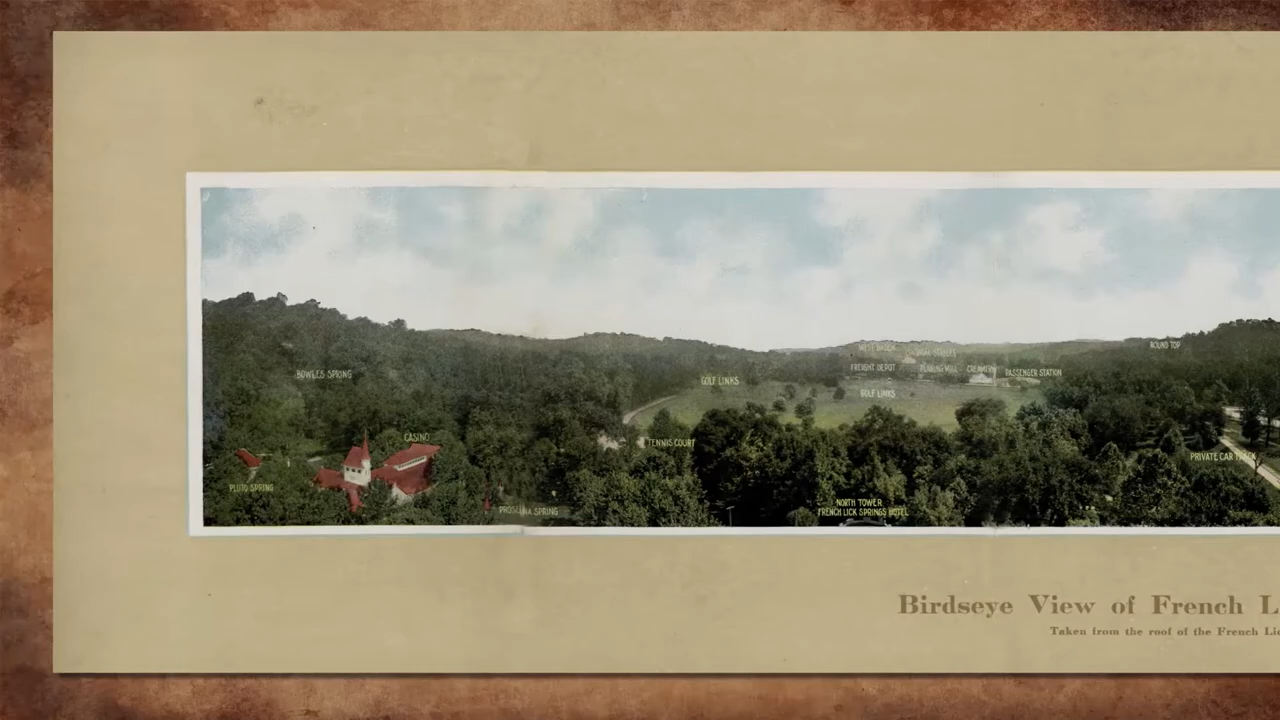 ROUND TOP
FREIGHT DEPOT
PLANING MILL
CREAMERY
PASSENGER STATION
BOWLES SPRING
GOLF LINKS
GOLF LINKS
CASINO
TENNIS COURT
PRIVATE CAR TRACK
PLUTO SPRING
PROSERPINA SPRING
NORTH TOWER
FRENCH LICK SPRINGS HOTEL
Birdseye View of French L
Taken from the roof of the French Lic